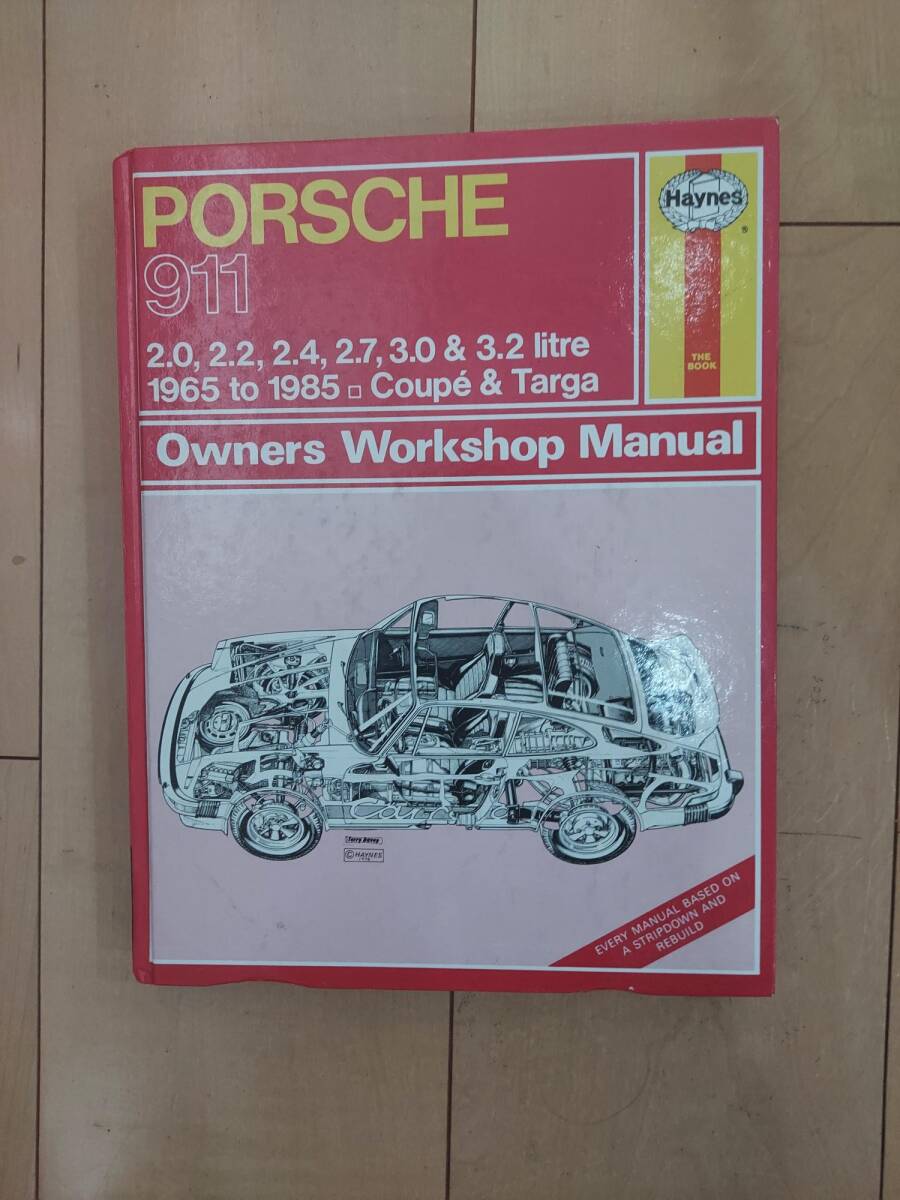 PORSCHE
911
2.0, 2.2, 2.4, 2.7, 3.0 & 3.2 litre
1965 to 1985 □ Coupé & Targa
Haynes
®
THE
BOOK
Owners Workshop Manual
Carrera
Terry Davey
© HAYNES
EVERY MANUAL BASED ON
A STRIPDOWN AND
REBUILD